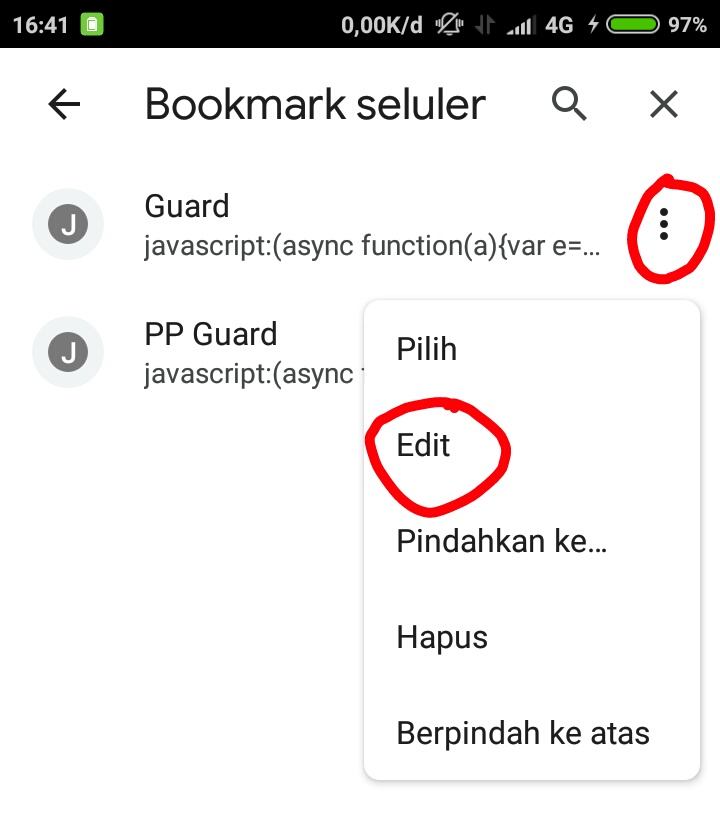 16:41 0,00K/d 4G 97%
Bookmark seluler
J Guard
javascript:(async function(a){var e=...
J PP Guard
javascript:(async
Pilih
Edit
Pindahkan ke...
Hapus
Berpindah ke atas